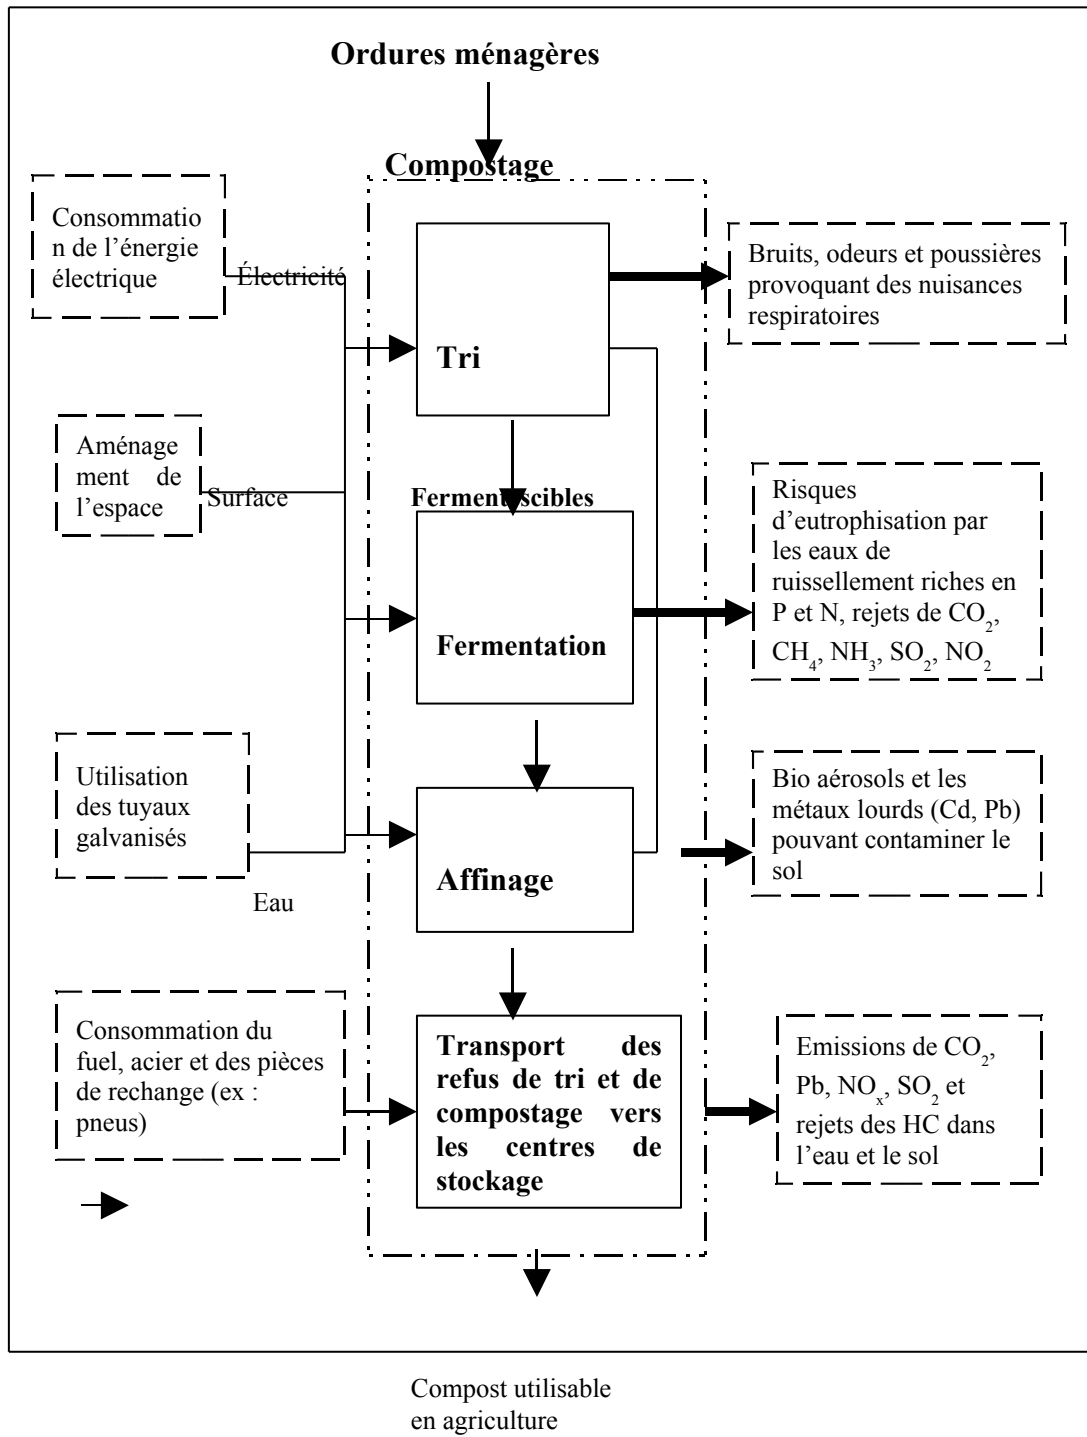 Ordures ménagères
Compostage
Consommatio
n de l’énergie
électrique
Électricité
Tri
Bruits, odeurs et poussières
provoquant des nuisances
respiratoires
Aménage
ment de
l’espace
Surface
Fermentescibles
Fermentation
Risques
d’eutrophisation par
les eaux de
ruissellement riches en
P et N, rejets de CO₂,
CH₄, NH₃, SO₂, NO₂
Utilisation
des tuyaux
galvanisés
Eau
Affinage
Bio aérosols et les
métaux lourds (Cd, Pb)
pouvant contaminer le
sol
Consommation du
fuel, acier et des pièces
de rechange (ex :
pneus)
Transport des
refus de tri et de
compostage vers
les centres de
stockage
Emissions de CO₂,
Pb, NOₓ, SO₂ et
rejets des HC dans
l’eau et le sol
Compost utilisable
en agriculture